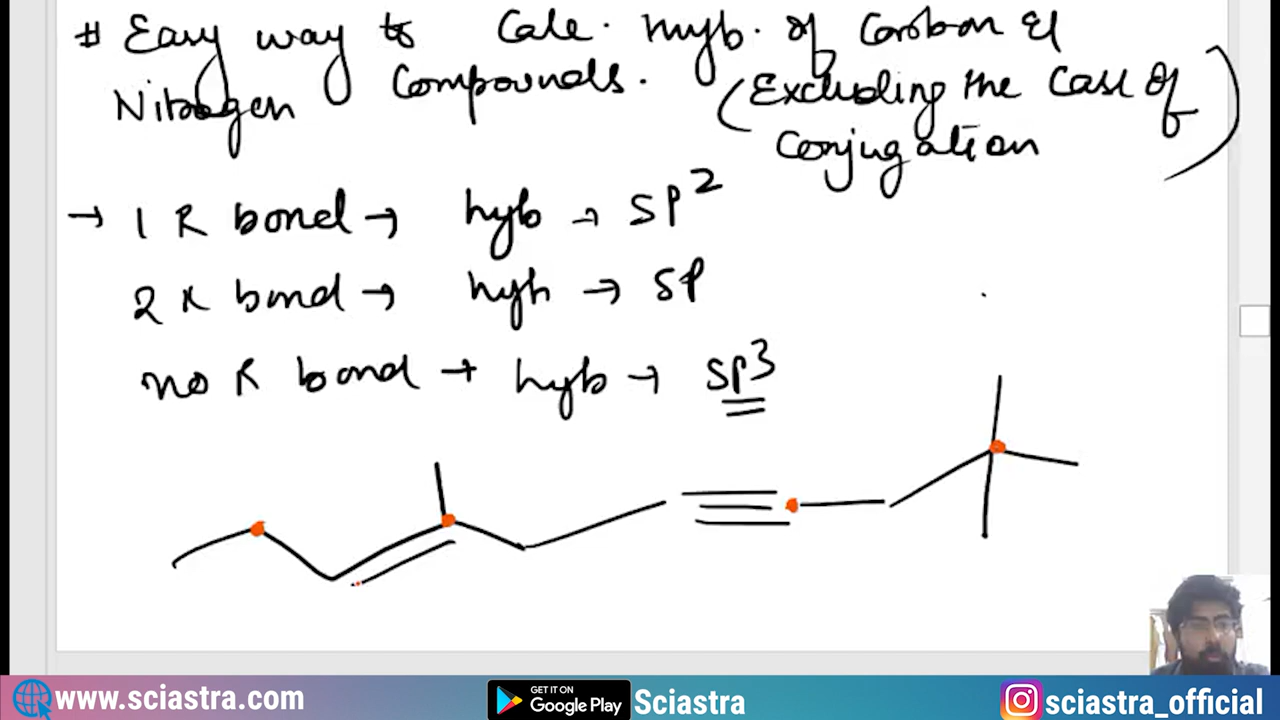 # Easy way to Calc. hyb. of Carbon &
Nitrogen Compounds. (Excluding the case of
Conjugation)
→ 1 π bond → hyb → sp²
2 π bond → hyb → sp
no π bond → hyb → sp³
www.sciastra.com GET IT ON Google Play Sciastra sciastra_official